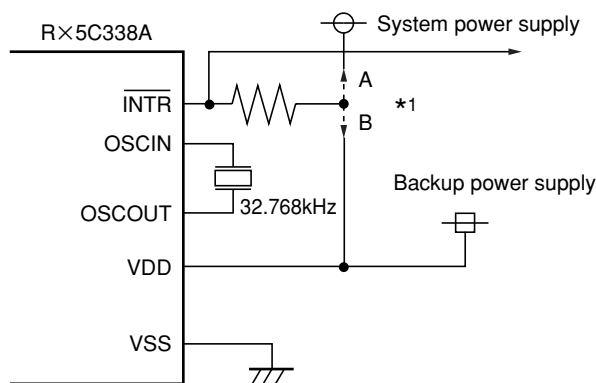 System power supply
R×5C338A
A
INTR
*1
B
OSCIN
Backup power supply
OSCOUT
32.768kHz
VDD
VSS